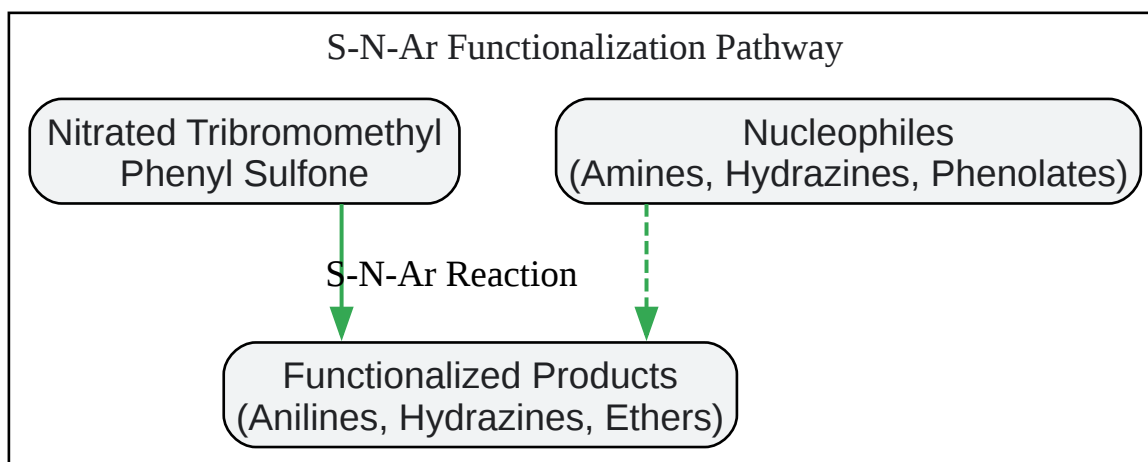 S-N-Ar Functionalization Pathway
Nitrated Tribromomethyl
Phenyl Sulfone
Nucleophiles
(Amines, Hydrazines, Phenolates)
S-N-Ar Reaction
Functionalized Products
(Anilines, Hydrazines, Ethers)